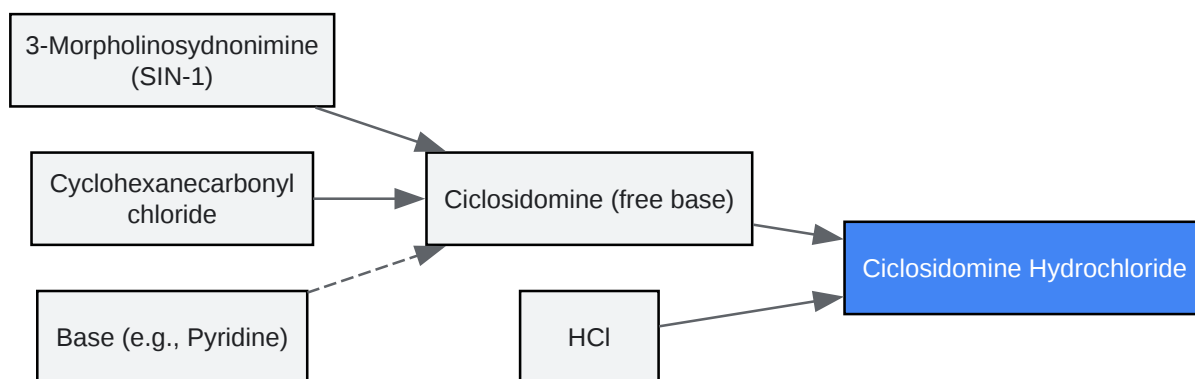 3-Morpholinosydnonimine
(SIN-1)
Cyclohexanecarbonyl
chloride
Ciclosidomine (free base)
Ciclosidomine Hydrochloride
Base (e.g., Pyridine)
HCl